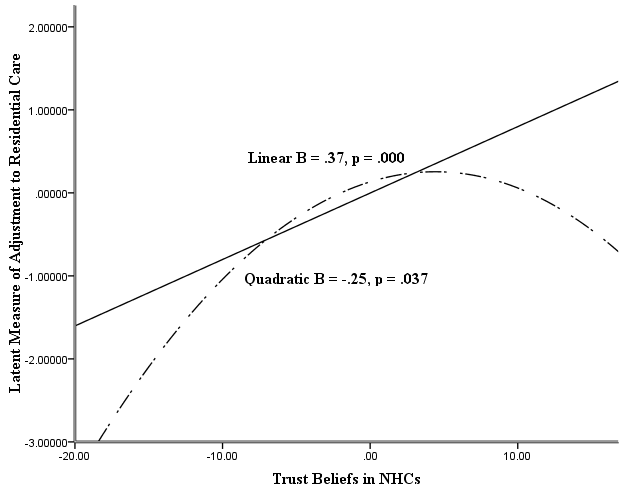 Latent Measure of Adjustment to Residential Care
2.00000
1.00000
.00000
-1.00000
-2.00000
-3.00000
Linear B = .37, p = .000
Quadratic B = -.25, p = .037
-20.00
-10.00
.00
10.00
Trust Beliefs in NHCs